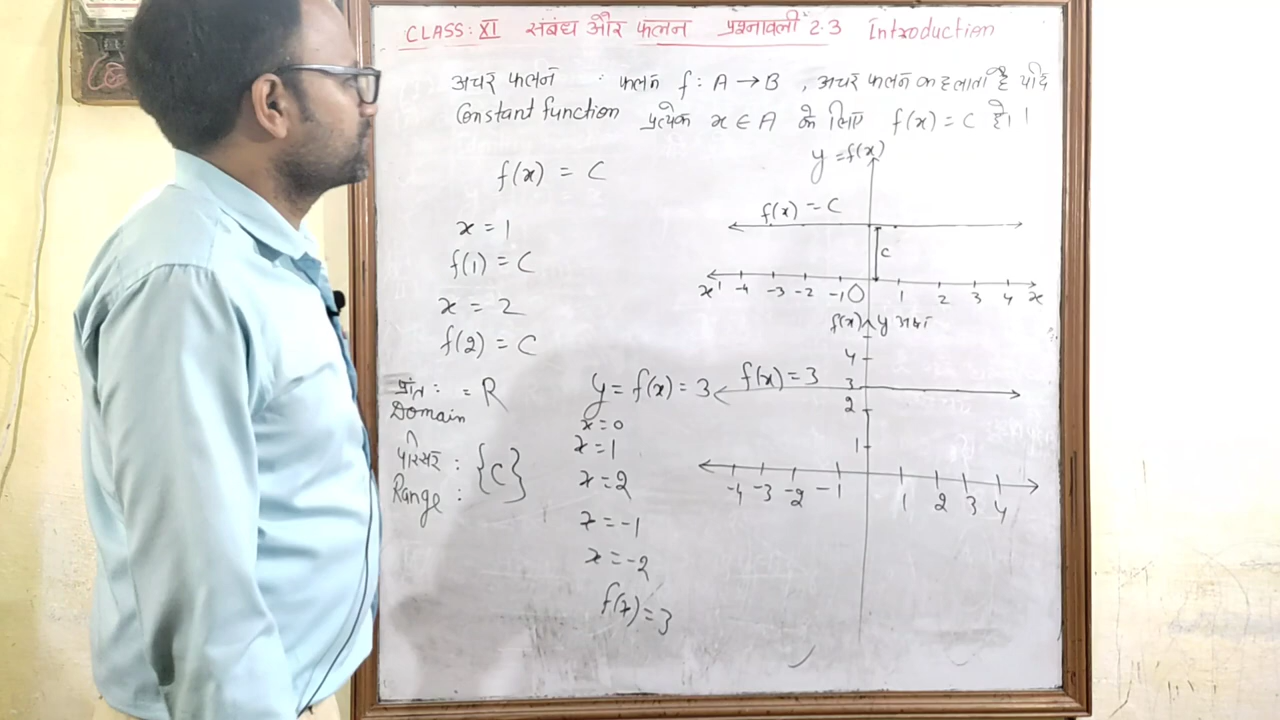 CLASS: XI संबंध और फलन प्रश्नावली 2.3 Introduction
अचर फलन : फलन f: A → B , अचर फलन कहलाता है यदि
Constant function प्रत्येक x ∈ A के लिए f(x) = C हो।
f(x) = C
x = 1
f(1) = C
x = 2
f(2) = C
प्रांत : = R
Domain
परिसर : {C}
Range :
y = f(x) = 3
x = 0
x = 1
x = 2
x = -1
x = -2
f(x) = 3
y = f(x)
f(x) = C
C
x' -4 -3 -2 -1 O 1 2 3 4 x
f(x) y अक्ष
4
f(x) = 3
3
2
1
-4 -3 -2 -1 1 2 3 4